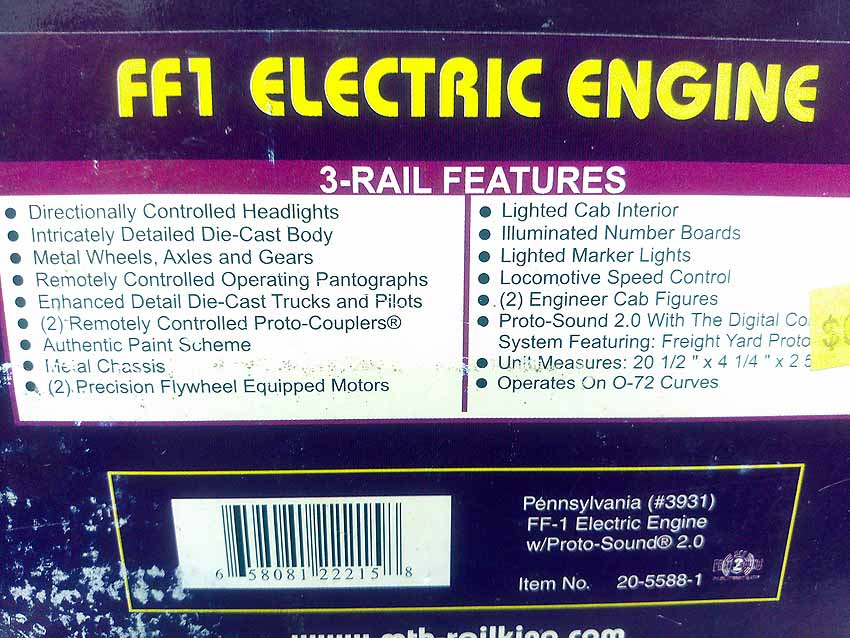 FF1 ELECTRIC ENGINE
3-RAIL FEATURES
• Directionally Controlled Headlights
• Intricately Detailed Die-Cast Body
• Metal Wheels, Axles and Gears
• Remotely Controlled Operating Pantographs
• Enhanced Detail Die-Cast Trucks and Pilots
• (2) Remotely Controlled Proto-Couplers®
• Authentic Paint Scheme
• Metal Chassis
• (2) Precision Flywheel Equipped Motors
• Lighted Cab Interior
• Illuminated Number Boards
• Lighted Marker Lights
• Locomotive Speed Control
• (2) Engineer Cab Figures
• Proto-Sound 2.0 With The Digital
System Featuring: Freight Yard
• Unit Measures: 20 1/2 " x 4 1/4 " x 2
• Operates On O-72 Curves
6 58081 22215 8
Pennsylvania (#3931)
FF-1 Electric Engine
w/Proto-Sound® 2.0
Item No. 20-5588-1
www.mth-railking.com